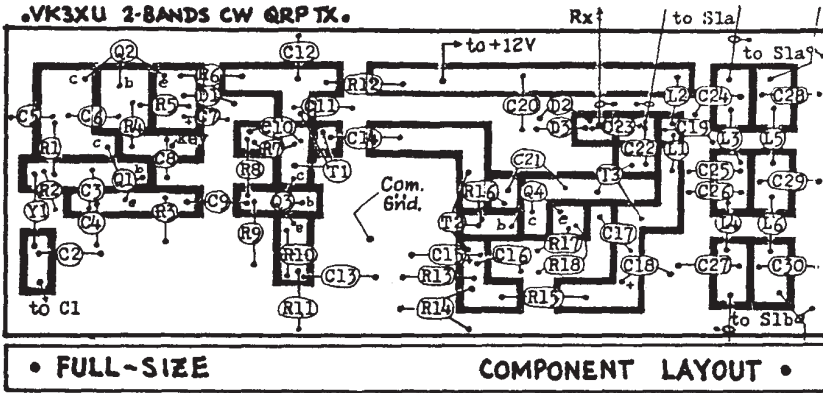 .VK3XU 2-BANDS CW QRP TX.
Rx
to S1a
C12
to +12V
to S1a
Q2
c
b
e
R6
R12
D1
C11
C20
D2
L2
C24
C28
C5
C6
R4
R5
C7
C10
C14
D3
C23
C19
L3
L5
R1
c
C8
R7
T1
C22
L1
R8
C21
T3
C25
C29
R2
C3
Q1
b
c
Com.
Gnd.
R16
Q4
C26
Y1
e
R3
C9
Q3
b
T2
b
c
e
C17
L4
L6
C4
R9
e
R17
C2
R10
C15
C16
R18
C18
C27
C30
C13
R13
+
to C1
R11
R14
R15
to S1b
• FULL-SIZE COMPONENT LAYOUT •